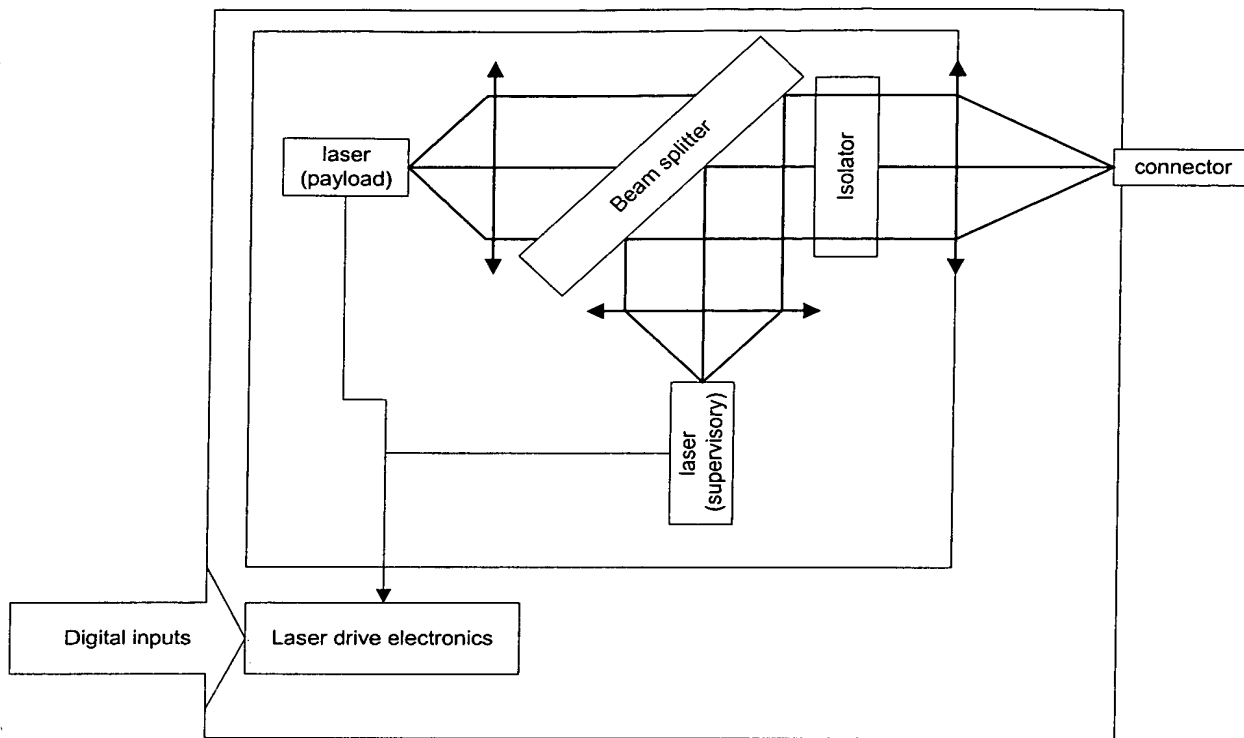 laser
(payload)
Beam splitter
Isolator
connector
laser
(supervisory)
Digital inputs
Laser drive electronics